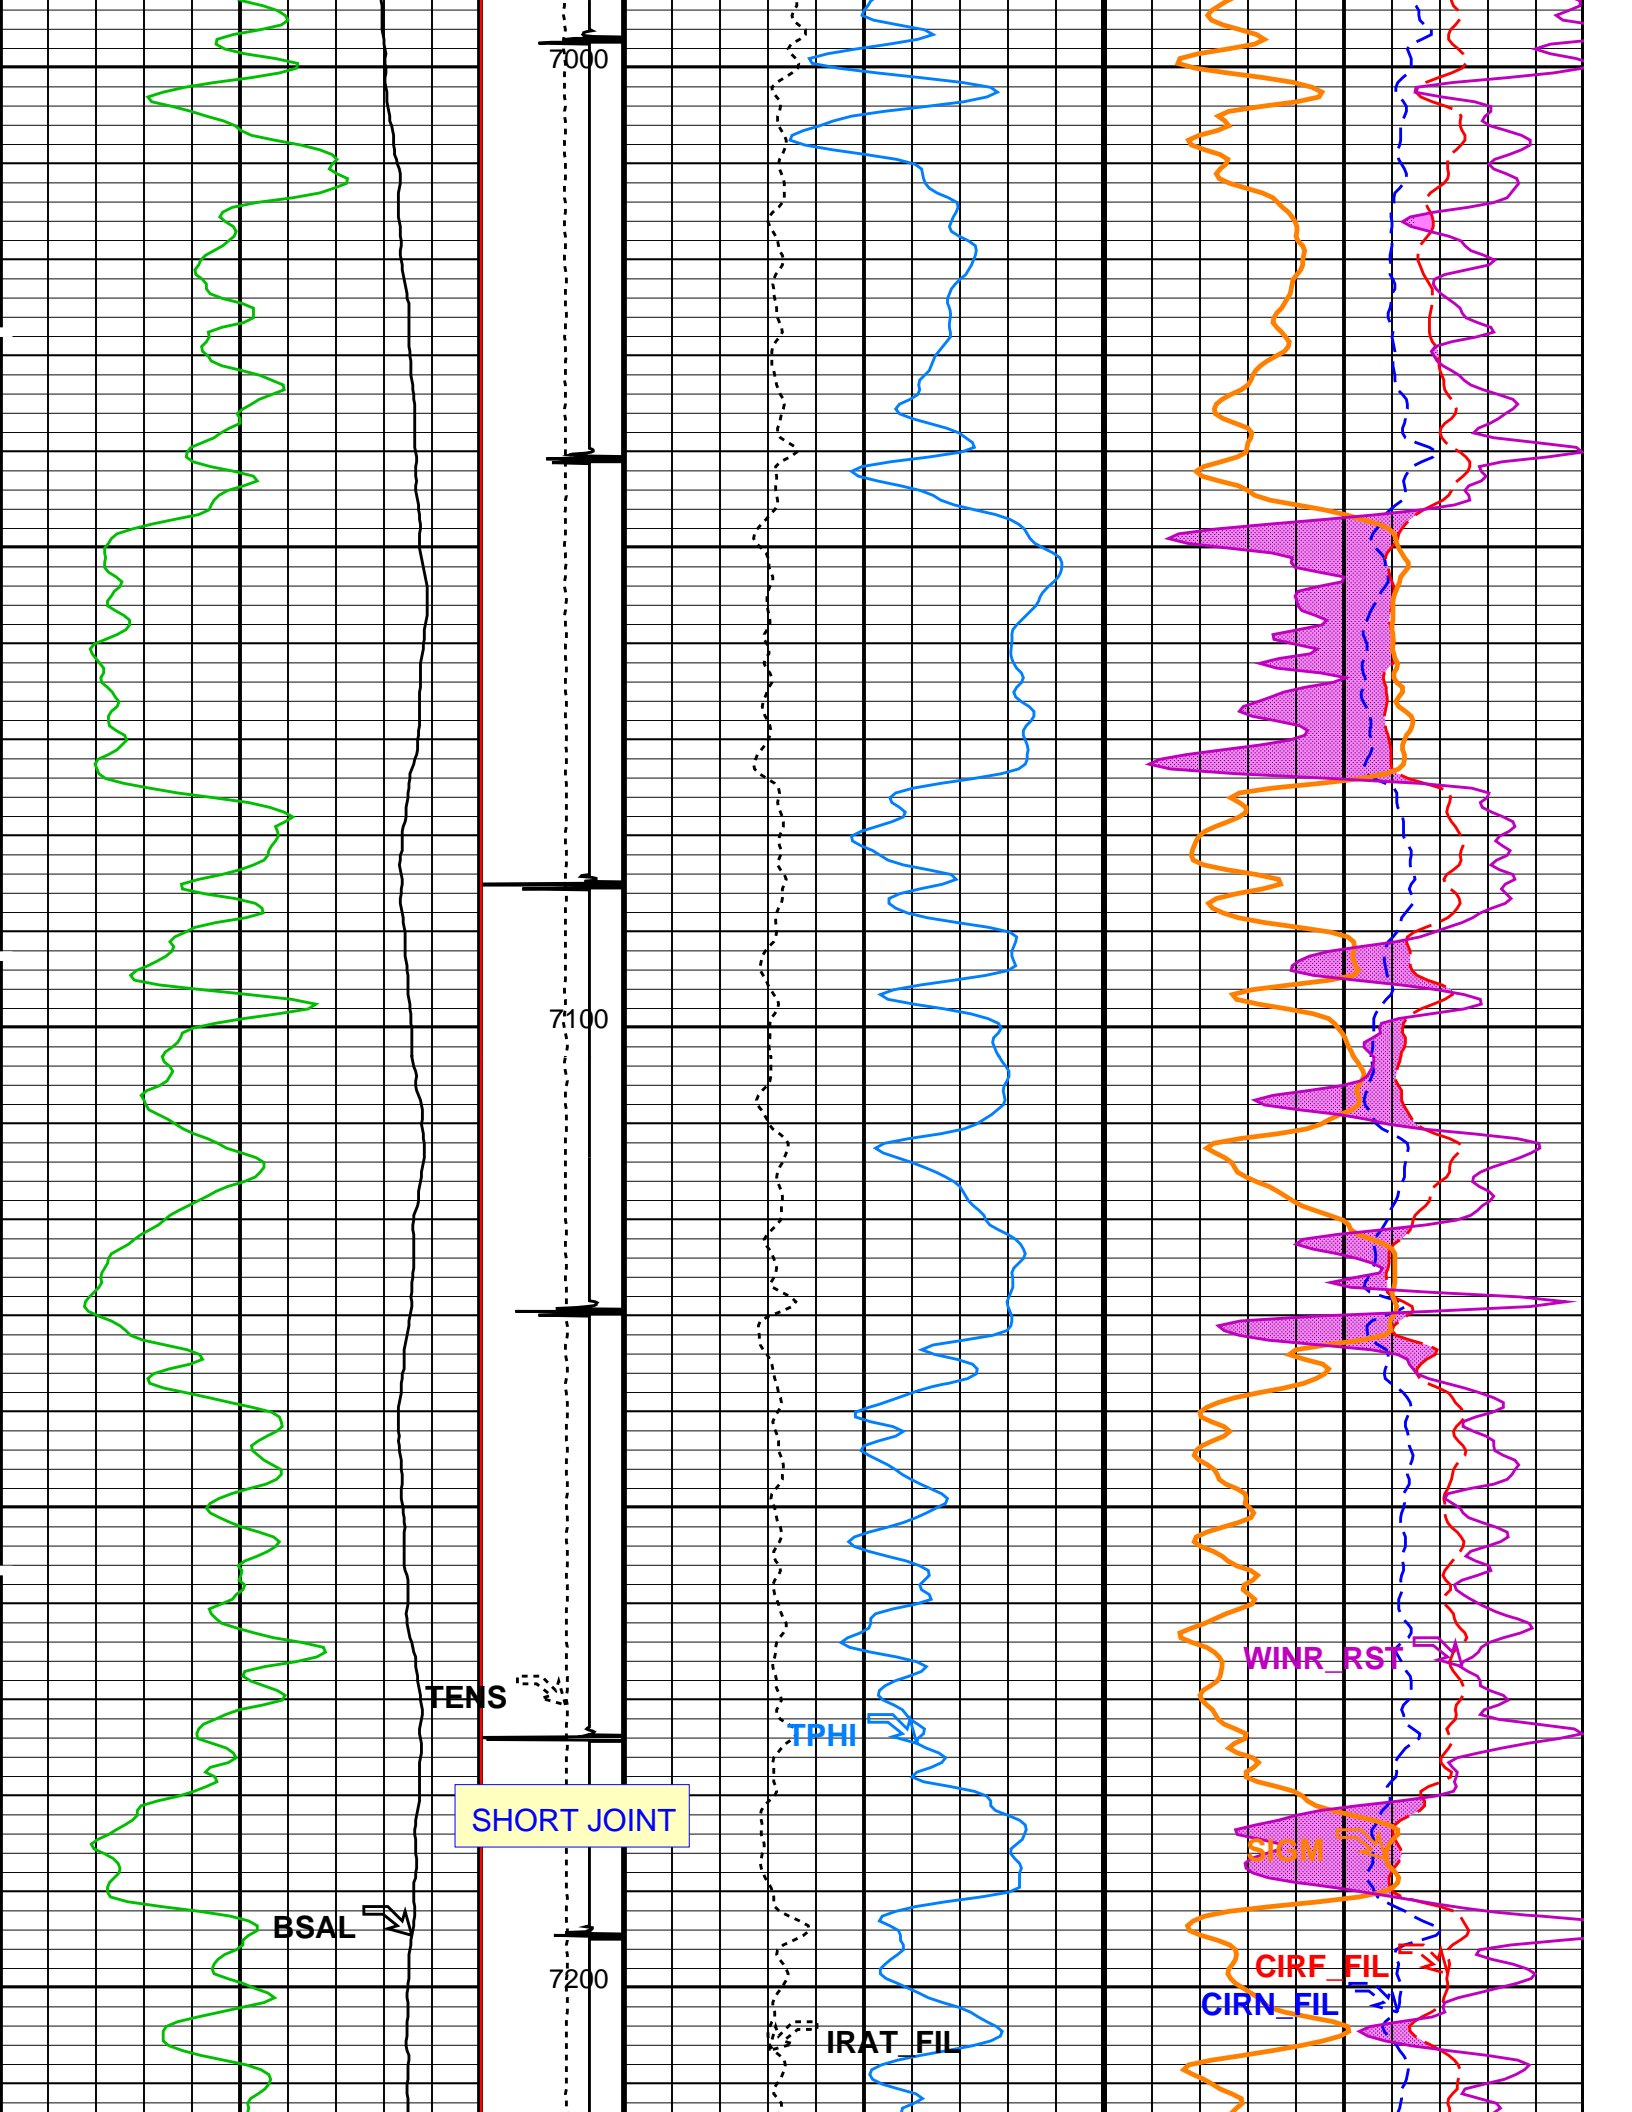 7000
7100
WINR_RST
TENS
TPHI
SHORT JOINT
SIGM
BSAL
CIRF_FIL
7200
CIRN_FIL
IRAT_FIL